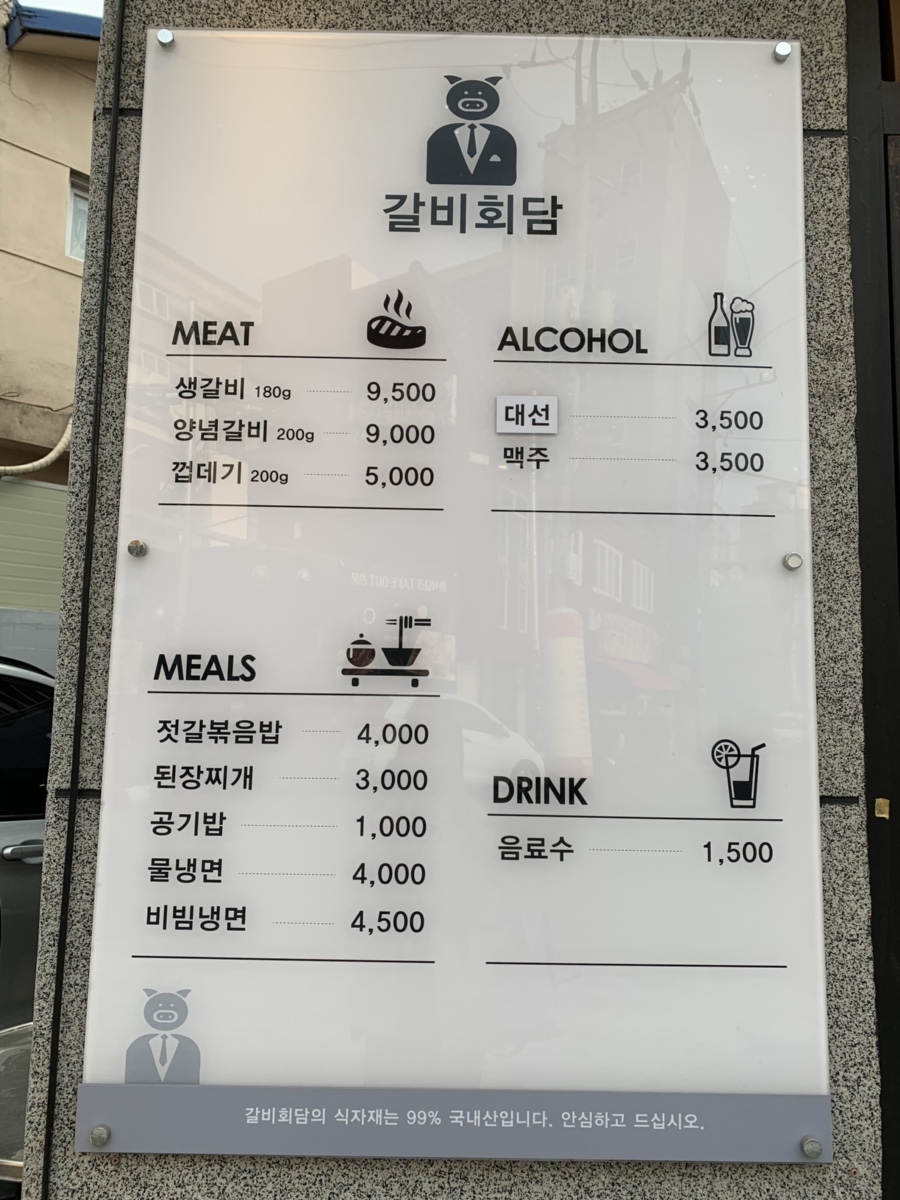 갈비회담
MEAT
생갈비 180g 9,500
양념갈비 200g 9,000
껍데기 200g 5,000
ALCOHOL
대선 3,500
맥주 3,500
MEALS
젓갈볶음밥 4,000
된장찌개 3,000
공기밥 1,000
물냉면 4,000
비빔냉면 4,500
DRINK
음료수 1,500
갈비회담의 식자재는 99% 국내산입니다. 안심하고 드십시오.